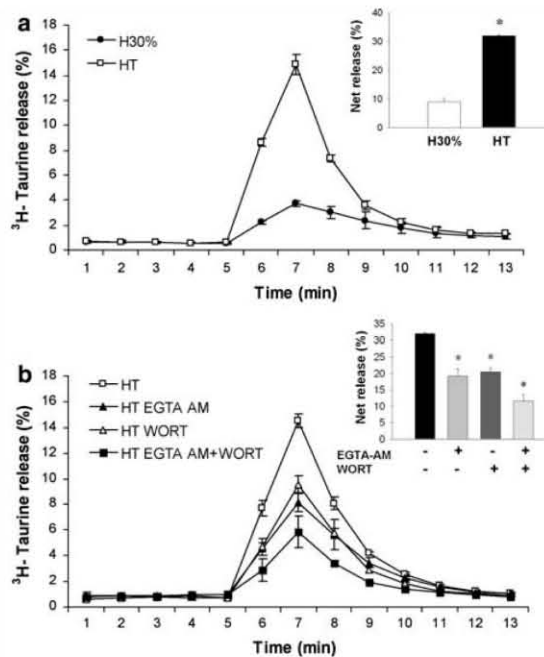 a
18
16
14
12
10
8
6
4
2
0
³H- Taurine release (%)
H30%
HT
1 2 3 4 5 6 7 8 9 10 11 12 13
Time (min)
40
30
20
10
0
Net release (%)
*
H30% HT
b
18
16
14
12
10
8
6
4
2
0
³H- Taurine release (%)
HT
HT EGTA AM
HT WORT
HT EGTA AM+WORT
1 2 3 4 5 6 7 8 9 10 11 12 13
Time (min)
35
30
25
20
15
10
5
0
Net release (%)
* * *
EGTA-AM - + - +
WORT - - + +